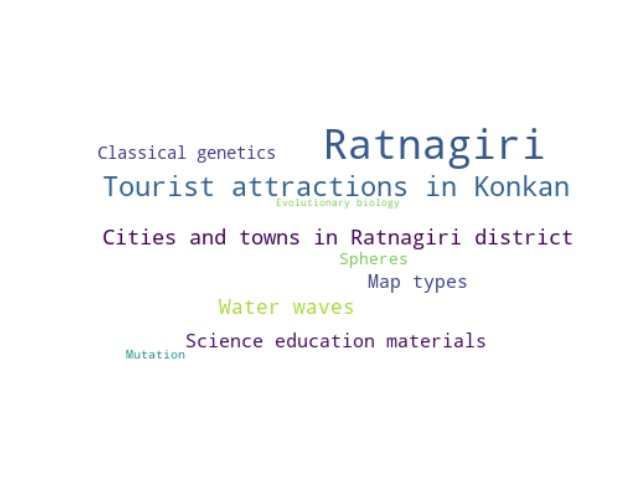 Ratnagiri
Classical genetics
Tourist attractions in Konkan
Evolutionary biology
Cities and towns in Ratnagiri district
Spheres
Map types
Water waves
Science education materials
Mutation